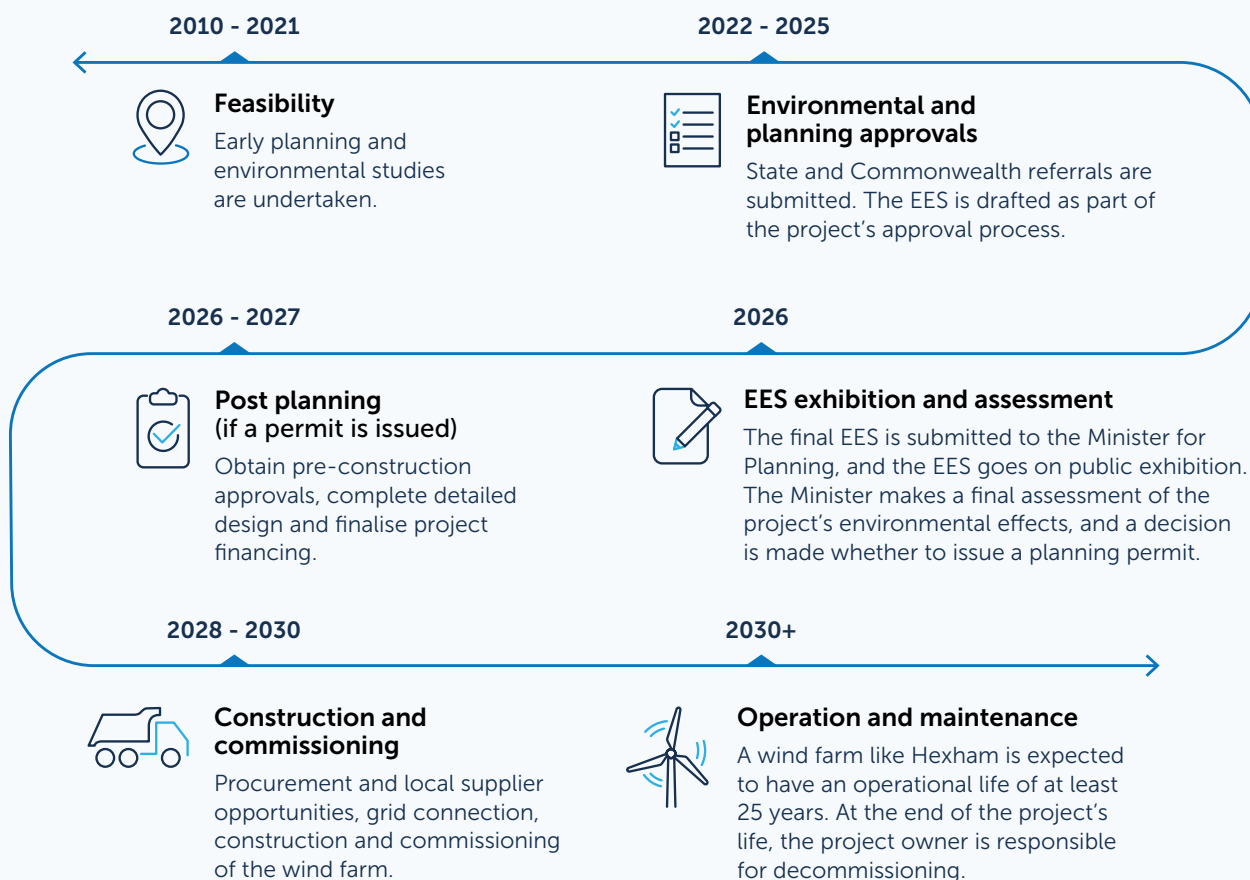 2010 - 2021
Feasibility
Early planning and
environmental studies
are undertaken.
2022 - 2025
Environmental and
planning approvals
State and Commonwealth referrals are
submitted. The EES is drafted as part of
the project's approval process.
2026
EES exhibition and assessment
The final EES is submitted to the Minister for
Planning, and the EES goes on public exhibition.
The Minister makes a final assessment of the
project's environmental effects, and a decision
is made whether to issue a planning permit.
2026 - 2027
Post planning
(if a permit is issued)
Obtain pre-construction
approvals, complete detailed
design and finalise project
financing.
2028 - 2030
Construction and
commissioning
Procurement and local supplier
opportunities, grid connection,
construction and commissioning
of the wind farm.
2030+
Operation and maintenance
A wind farm like Hexham is expected
to have an operational life of at least
25 years. At the end of the project's
life, the project owner is responsible
for decommissioning.